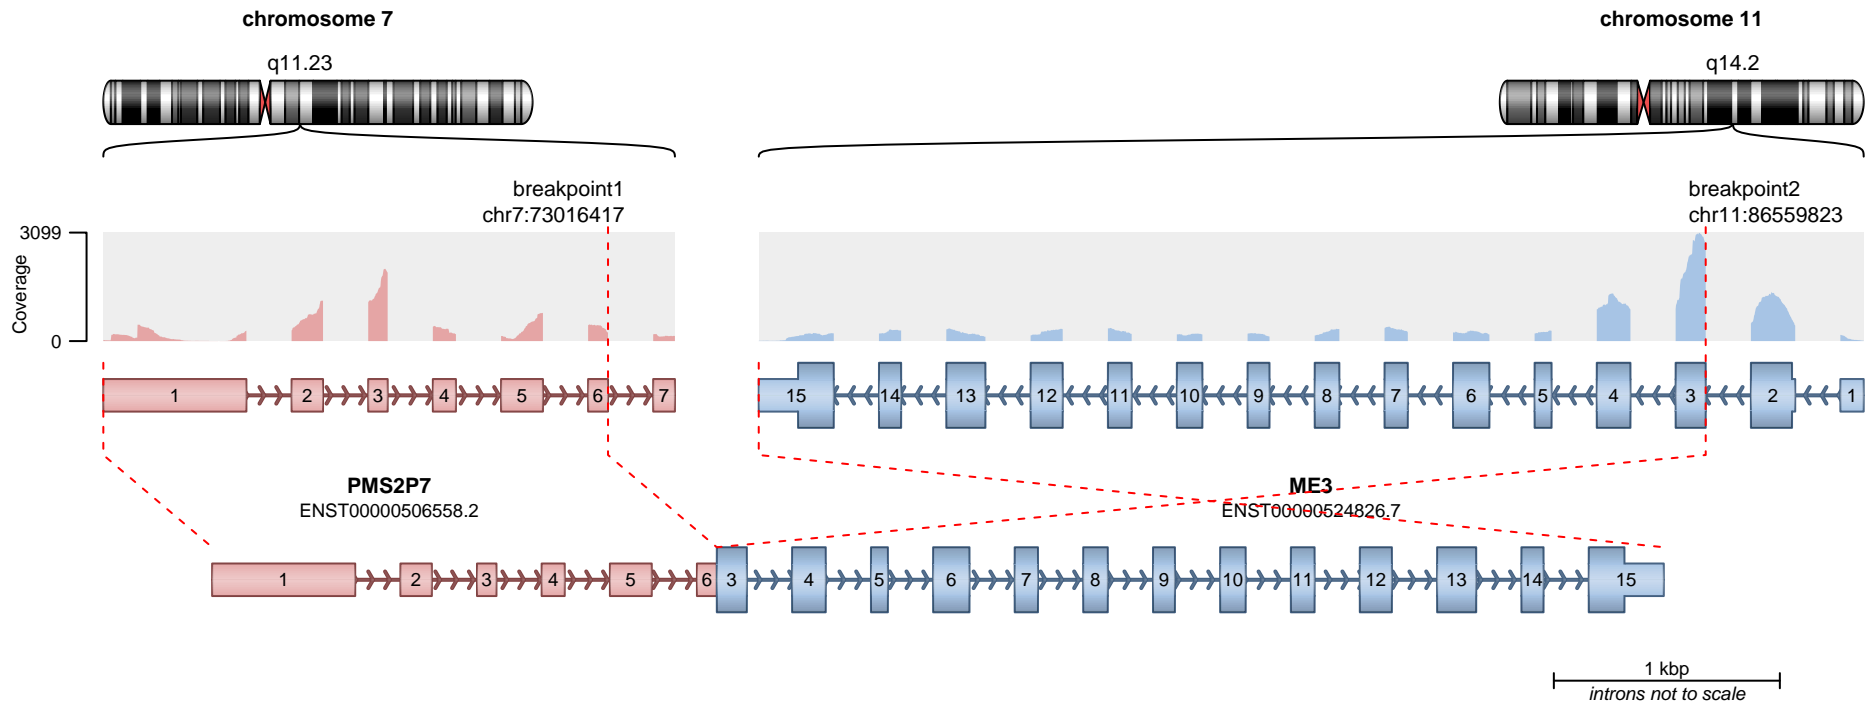 chromosome 7
chromosome 11
q11.23
q14.2
breakpoint1
chr7:73016417
breakpoint2
chr11:86559823
3099
Coverage
0
1 2 3 4 5 6 7
15 14 13 12 11 10 9 8 7 6 5 4 3 2 1
PMS2P7
ENST00000506558.2
ME3
ENST00000524826.7
1 2 3 4 5 6 3 4 5 6 7 8 9 10 11 12 13 14 15
1 kbp
introns not to scale